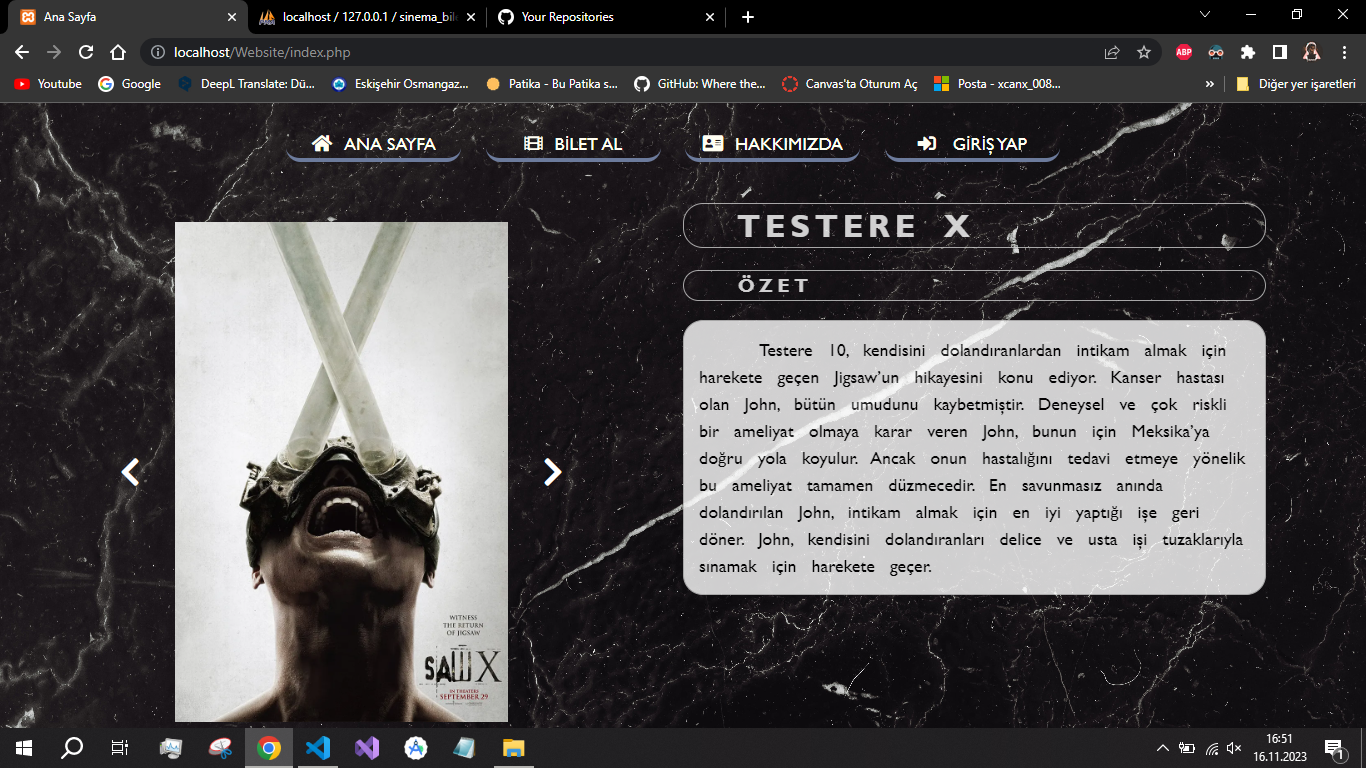 Ana Sayfa
localhost / 127.0.0.1 / sinema_bil
Your Repositories
localhost/Website/index.php
ABP
Youtube
Google
DeepL Translate: Dü...
Eskişehir Osmangaz...
Patika - Bu Patika s...
GitHub: Where the...
Canvas'ta Oturum Aç
Posta - xcanx_008...
»
Diğer yer işaretleri
ANA SAYFA
BİLET AL
HAKKIMIZDA
GİRİŞ YAP
TESTERE X
ÖZET
Testere 10, kendisini dolandıranlardan intikam almak için
harekete geçen Jigsaw’un hikayesini konu ediyor. Kanser hastası
olan John, bütün umudunu kaybetmiştir. Deneysel ve çok riskli
bir ameliyat olmaya karar veren John, bunun için Meksika’ya
doğru yola koyulur. Ancak onun hastalığını tedavi etmeye yönelik
bu ameliyat tamamen düzmecedir. En savunmasız anında
dolandırılan John, intikam almak için en iyi yaptığı işe geri
döner. John, kendisini dolandıranları delice ve usta işi tuzaklarıyla
sınamak için harekete geçer.
WITNESS
THE RETURN
OF JIGSAW
SAW X
IN THEATERS
SEPTEMBER 29
16:51
16.11.2023
1